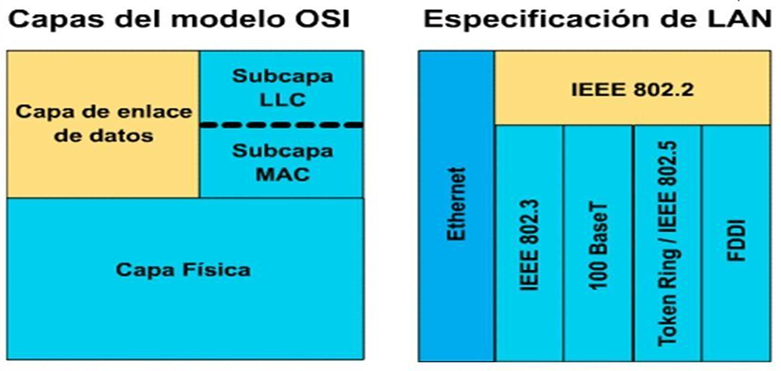 Capas del modelo OSI
Capa de enlace
de datos
Subcapa
LLC
Subcapa
MAC
Capa Física
Especificación de LAN
Ethernet
IEEE 802.2
IEEE 802.3
100 BaseT
Token Ring / IEEE 802.5
FDDI